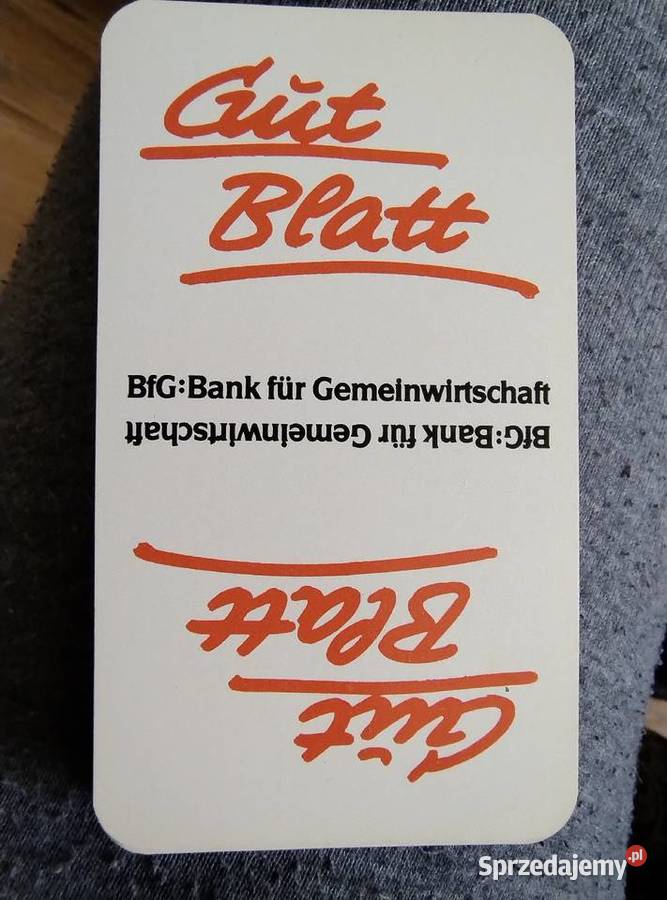 Gut
Blatt
BfG:Bank für Gemeinwirtschaft
BfG:Bank für Gemeinwirtschaft
Blatt
Gut
Sprzedajemy.pl